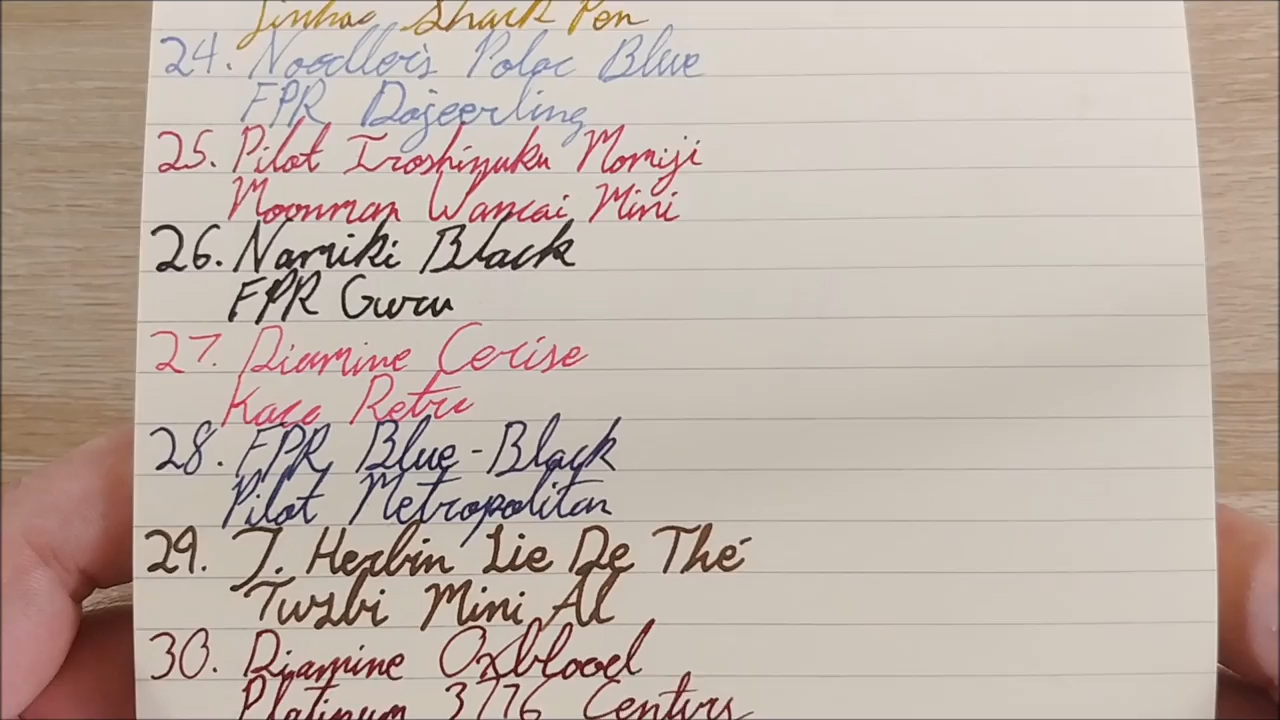 Jinhao Shark Pen
24. Noodler's Polar Blue
FPR Dajeerling
25. Pilot Iroshizuku Momiji
Moonman Wancai Mini
26. Namiki Black
FPR Guru
27. Diamine Cerise
Kaco Retro
28. FPR Blue-Black
Pilot Metropolitan
29. J. Herbin Lie De Thé
Twsbi Mini Al
30. Diamine Oxblood
Platinum 3776 Century